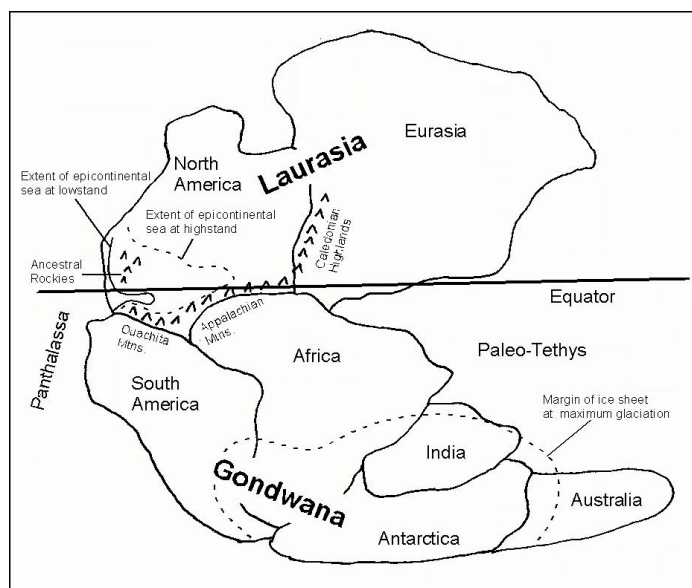 Eurasia
North
America
Laurasia
Extent of epicontinental
sea at lowstand
Extent of epicontinental
sea at highstand
Caledonian
Highlands
Ancestral
Rockies
Equator
Panthalassa
Ouachita
Mtns.
Appalachian
Mtns.
Africa
Paleo-Tethys
South
America
Margin of ice sheet
at maximum glaciation
India
Gondwana
Australia
Antarctica